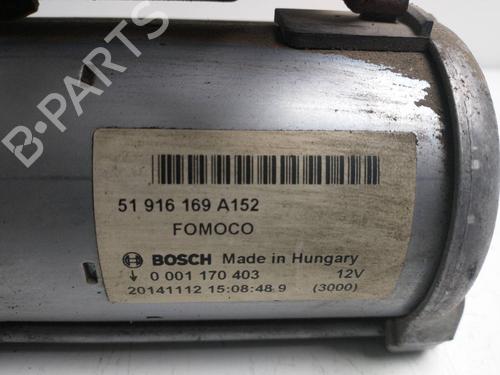 B-PARTS
51 916 169 A152
FOMOCO
BOSCH Made in Hungary
0 001 170 403 12V
20141112 15:08:48 9 (3000)